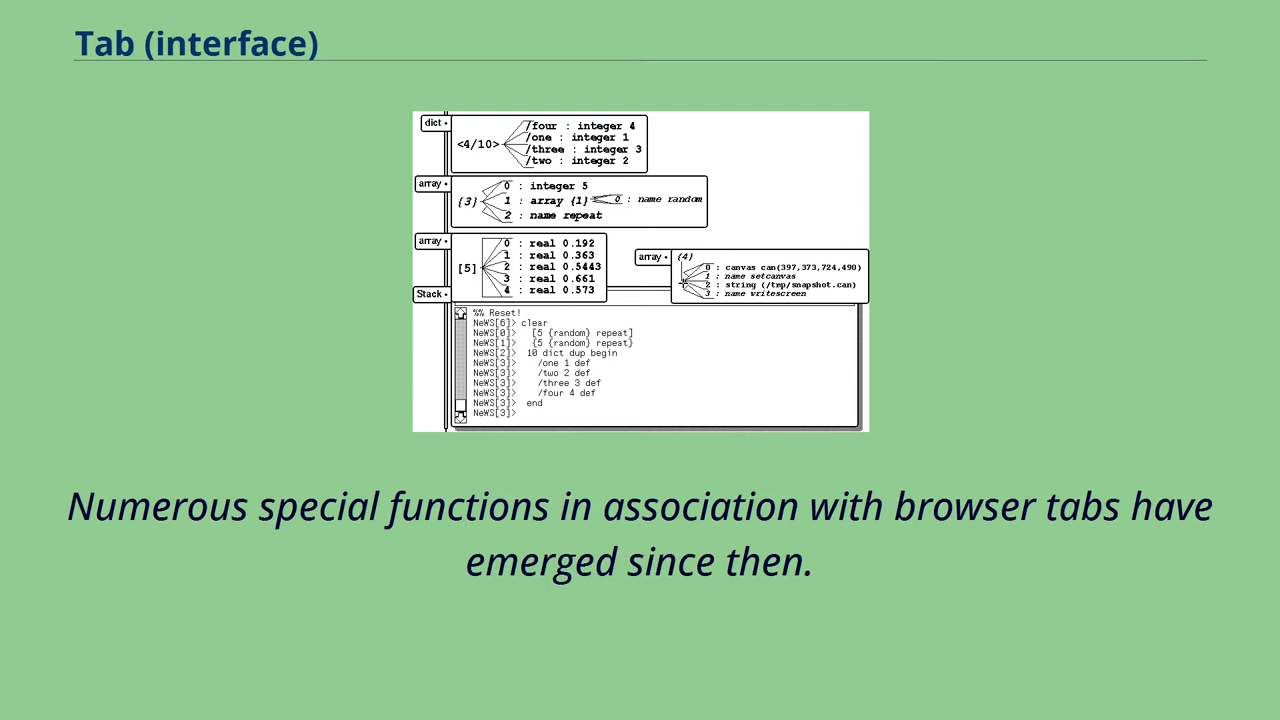 Tab (interface)
dict •
<4/10>
/four : integer 4
/one : integer 1
/three : integer 3
/two : integer 2
array •
{3}
0 : integer 5
1 : array {1} 0 : name random
2 : name repeat
array •
[5]
0 : real 0.192
1 : real 0.363
2 : real 0.5443
3 : real 0.661
4 : real 0.573
array •
{4}
0 : canvas can(397,373,724,490)
1 : name setcanvas
2 : string (/tmp/snapshot.can)
3 : name writescreen
Stack •
%% Reset!
NeWS[6]> clear
NeWS[0]> [5 {random} repeat]
NeWS[1]> {5 {random} repeat}
NeWS[2]> 10 dict dup begin
NeWS[3]> /one 1 def
NeWS[3]> /two 2 def
NeWS[3]> /three 3 def
NeWS[3]> /four 4 def
NeWS[3]> end
NeWS[3]>
Numerous special functions in association with browser tabs have
emerged since then.